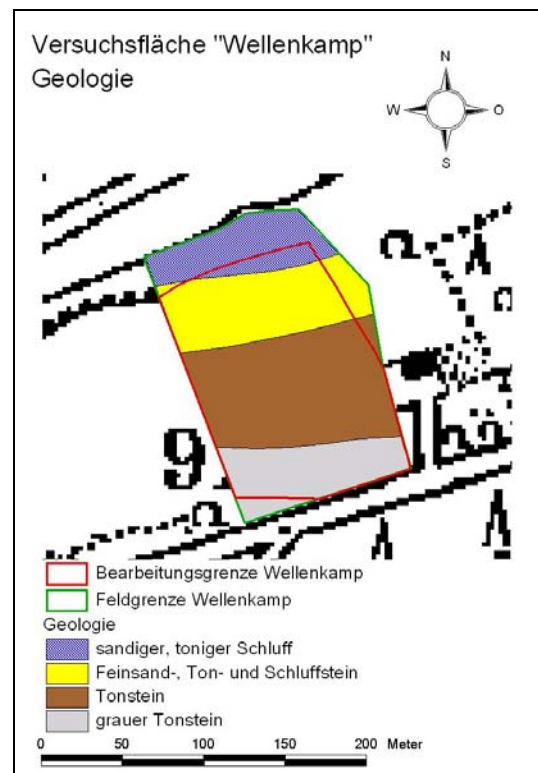 Versuchsfläche "Wellenkamp"
Geologie
N
W O
S
9
Bearbeitungsgrenze Wellenkamp
Feldgrenze Wellenkamp
Geologie
sandiger, toniger Schluff
Feinsand-, Ton- und Schluffstein
Tonstein
grauer Tonstein
0 50 100 150 200 Meter